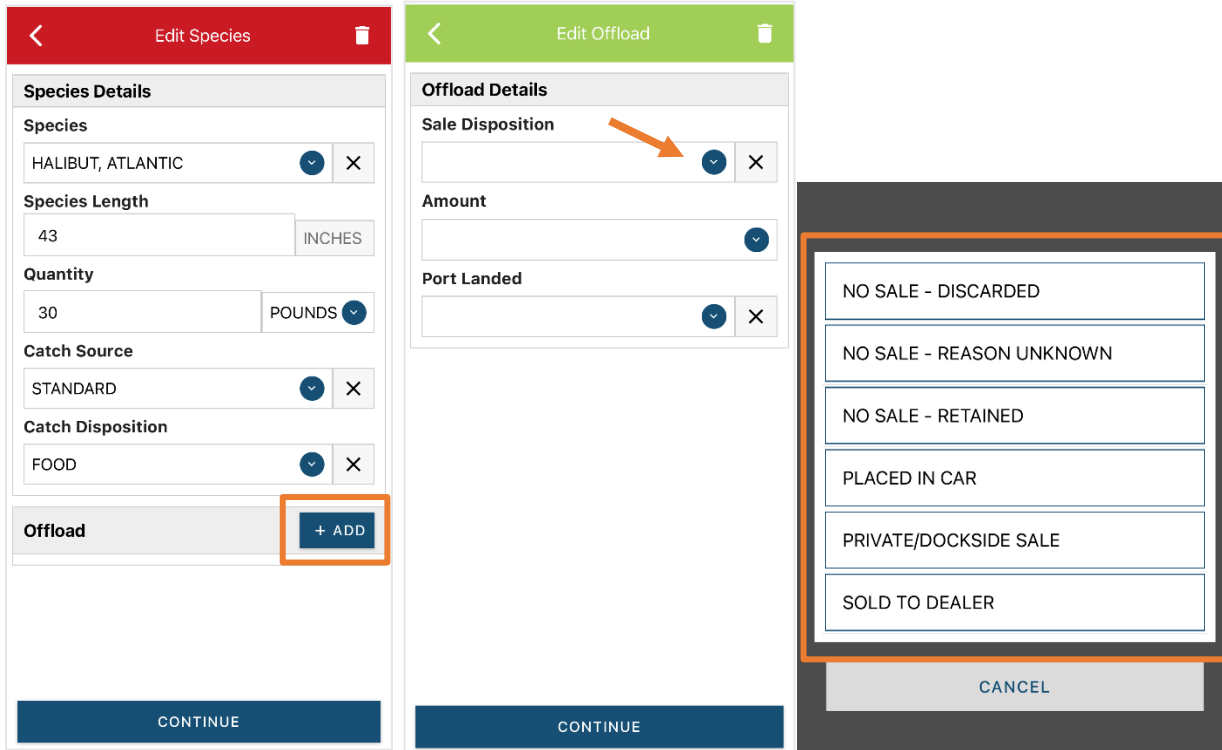 Edit Species
Species Details
Species
HALIBUT, ATLANTIC
Species Length
43 INCHES
Quantity
30 POUNDS
Catch Source
STANDARD
Catch Disposition
FOOD
Offload + ADD
CONTINUE
Edit Offload
Offload Details
Sale Disposition
Amount
Port Landed
CONTINUE
NO SALE - DISCARDED
NO SALE - REASON UNKNOWN
NO SALE - RETAINED
PLACED IN CAR
PRIVATE/DOCKSIDE SALE
SOLD TO DEALER
CANCEL